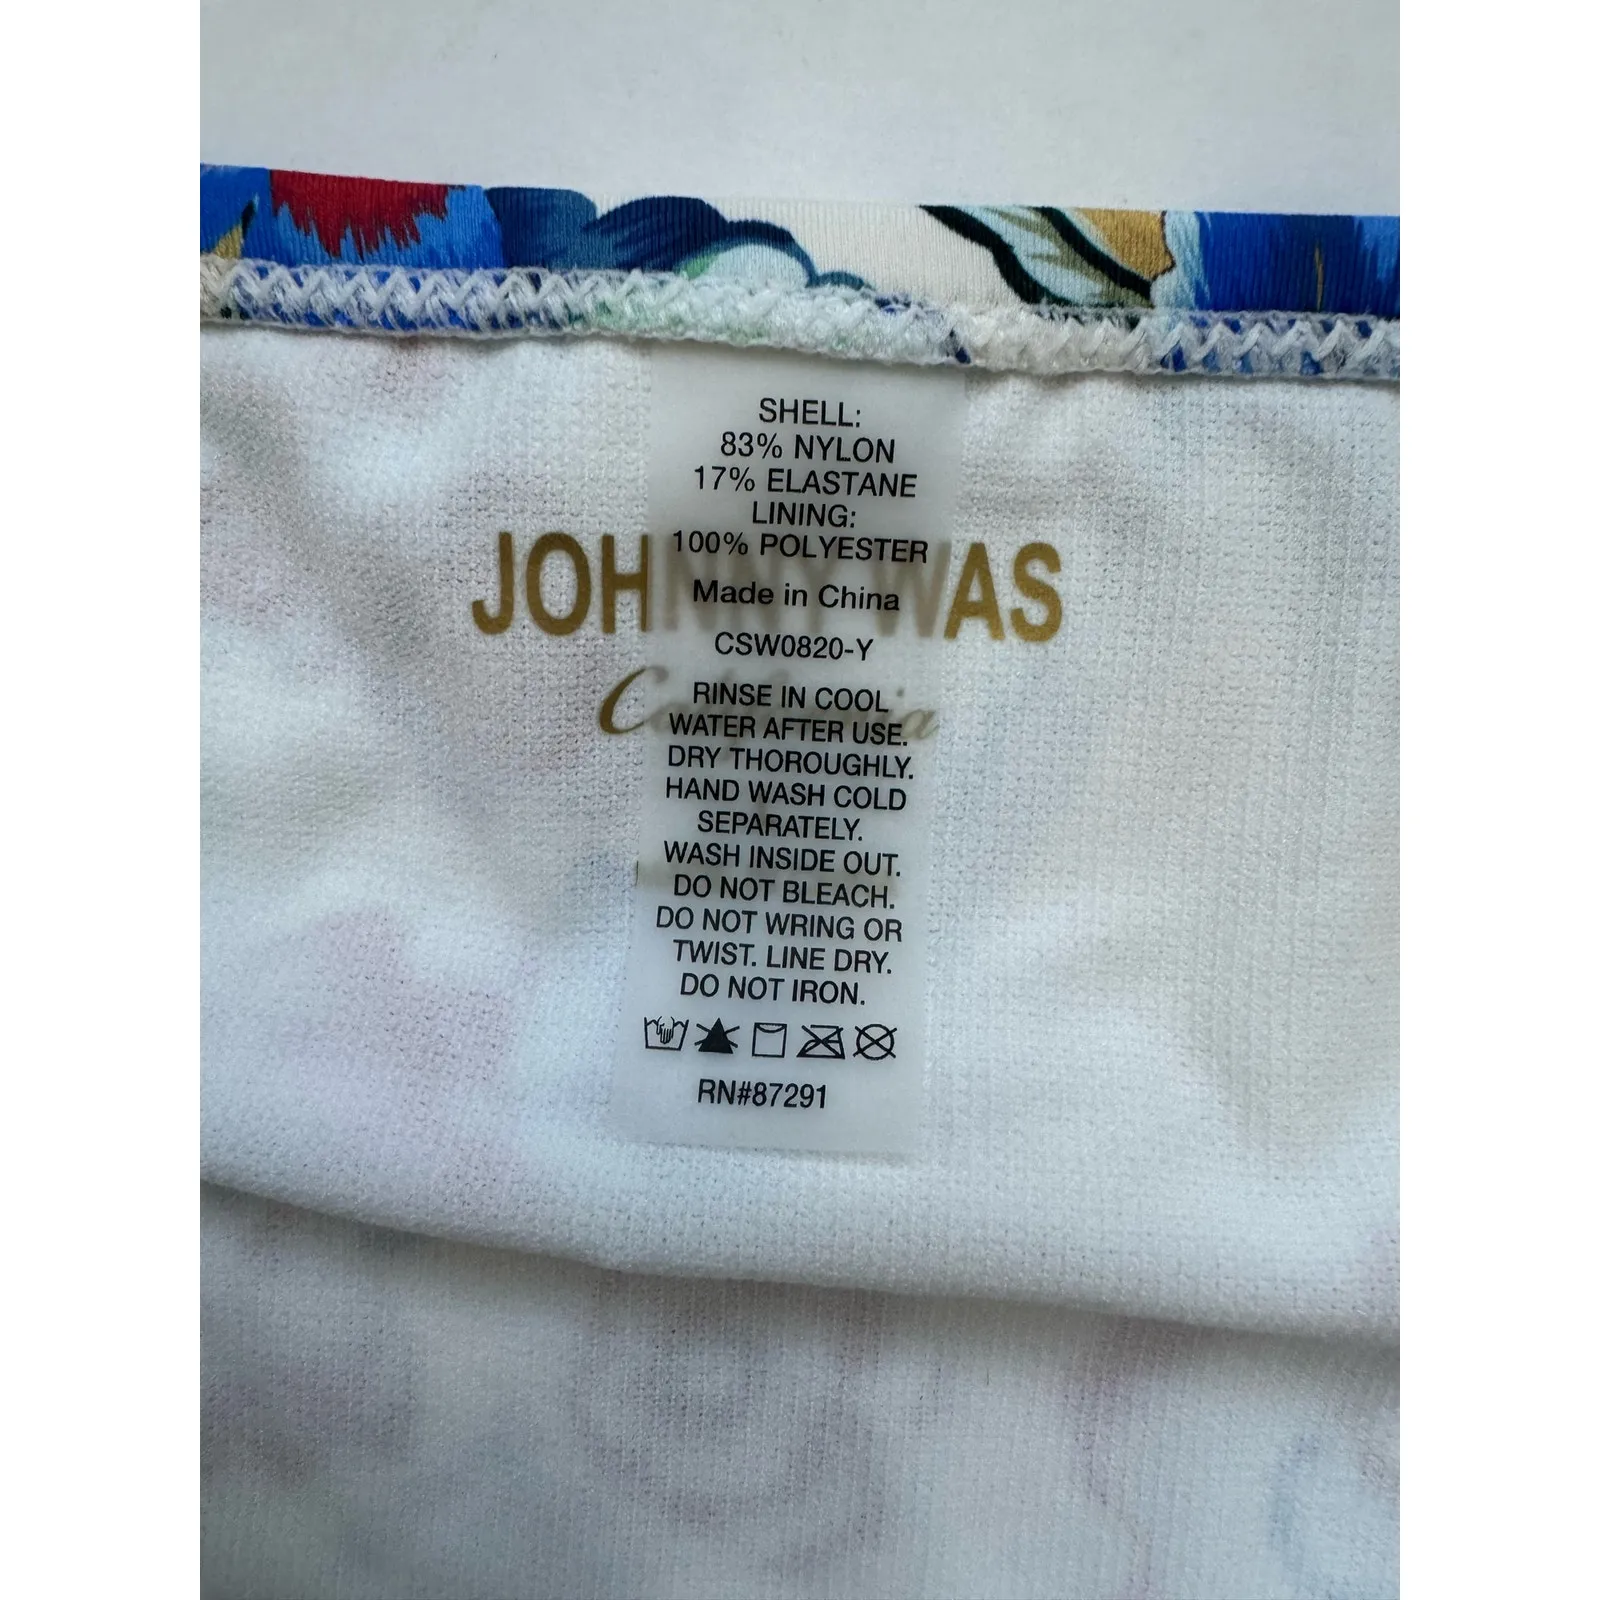 SHELL:
83% NYLON
17% ELASTANE
LINING:
100% POLYESTER
JOHNNY WAS
Made in China
CSW0820-Y
California
RINSE IN COOL
WATER AFTER USE.
DRY THOROUGHLY.
HAND WASH COLD
SEPARATELY.
WASH INSIDE OUT.
DO NOT BLEACH.
DO NOT WRING OR
TWIST. LINE DRY.
DO NOT IRON.
RN#87291